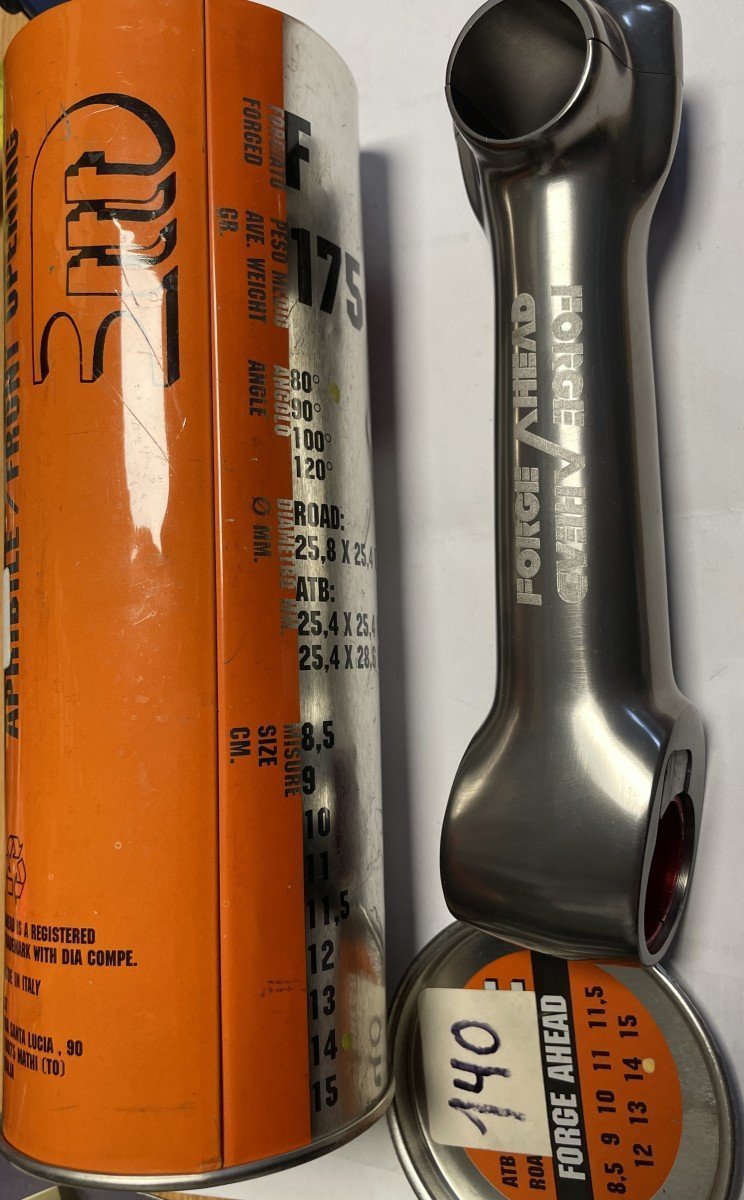 3ttt
APRIBILE/FRONT OPENING
FORGIATO
FORGED
F
PESO MEDIO
AVE. WEIGHT
GR.
175
ANGOLO
ANGLE
80°
90°
100°
120°
DIAMETRO MM.
Ø MM.
ROAD:
25,8 X 25,4
ATB:
25,4 X 25,4
25,4 X 28,6
MISURE
SIZE
CM.
8,5
9
10
11
11,5
12
13
14
15
IS A REGISTERED
WITH DIA COMPE.
IN ITALY
SANTA LUCIA, 90
MATHI (TO)
FORGE AHEAD
FORGE AHEAD
140
ATB
ROA
FORGE AHEAD
8,5 9 10 11 11,5
12 13 14 15